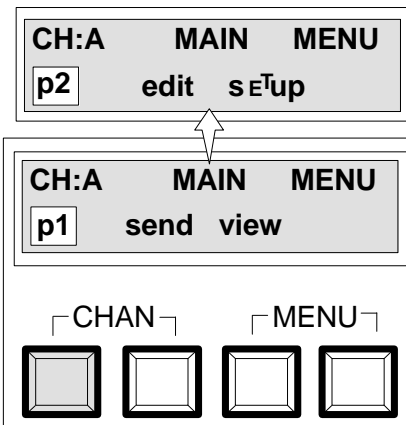 CH:A MAIN MENU
p2 edit sETup
CH:A MAIN MENU
p1 send view
CHAN MENU